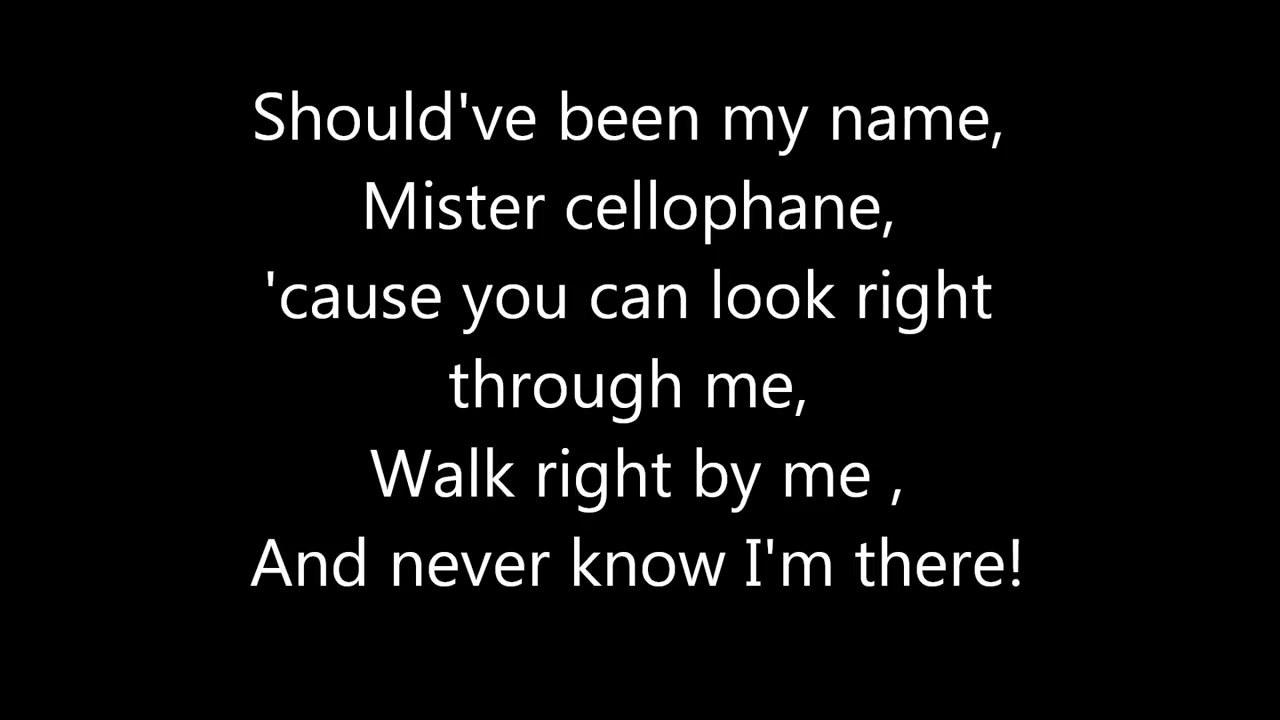 Should've been my name,
Mister cellophane,
'cause you can look right
through me,
Walk right by me ,
And never know I'm there!